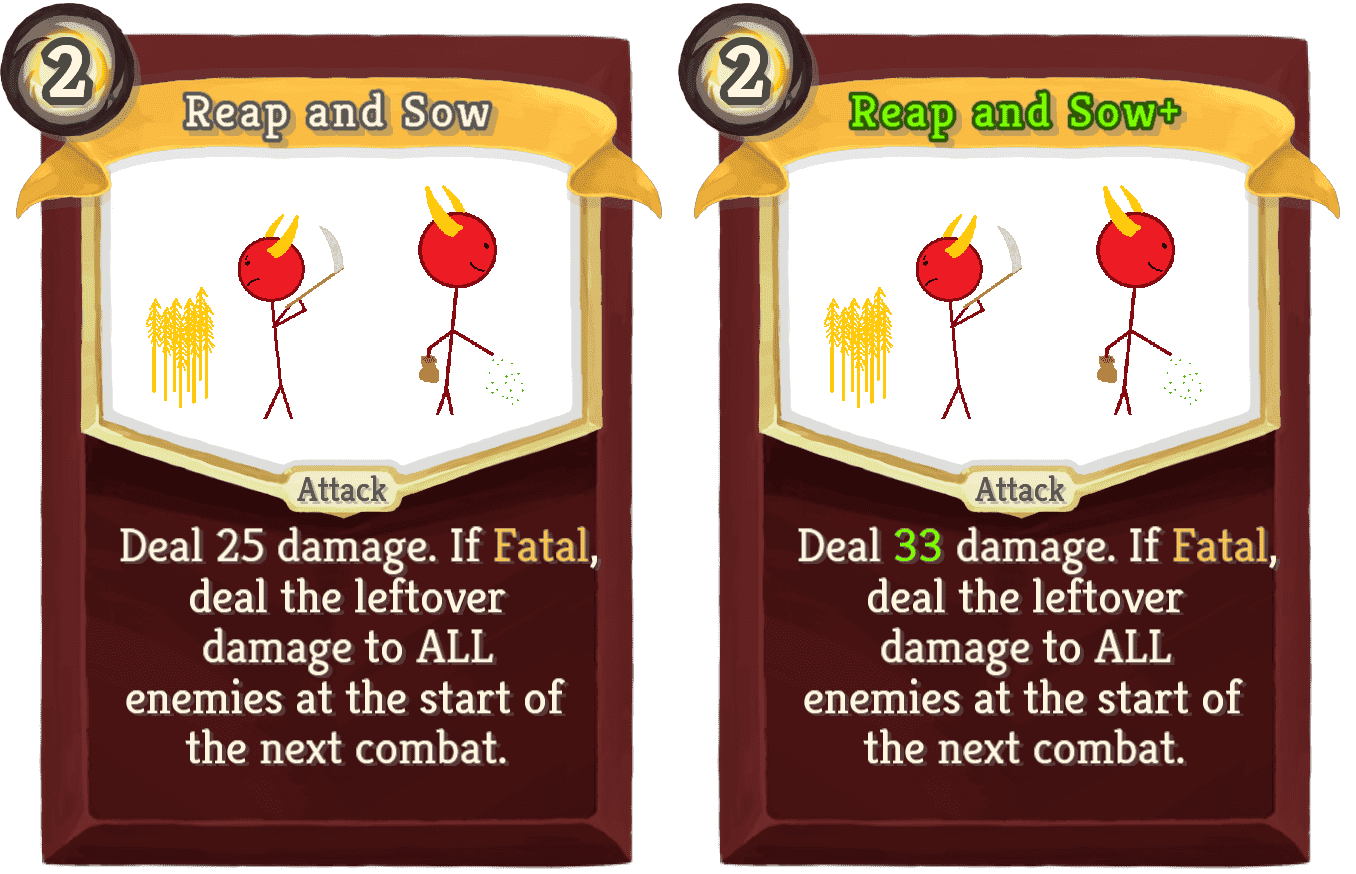 2
Reap and Sow
Attack
Deal 25 damage. If Fatal,
deal the leftover
damage to ALL
enemies at the start of
the next combat.
2
Reap and Sow+
Attack
Deal 33 damage. If Fatal,
deal the leftover
damage to ALL
enemies at the start of
the next combat.